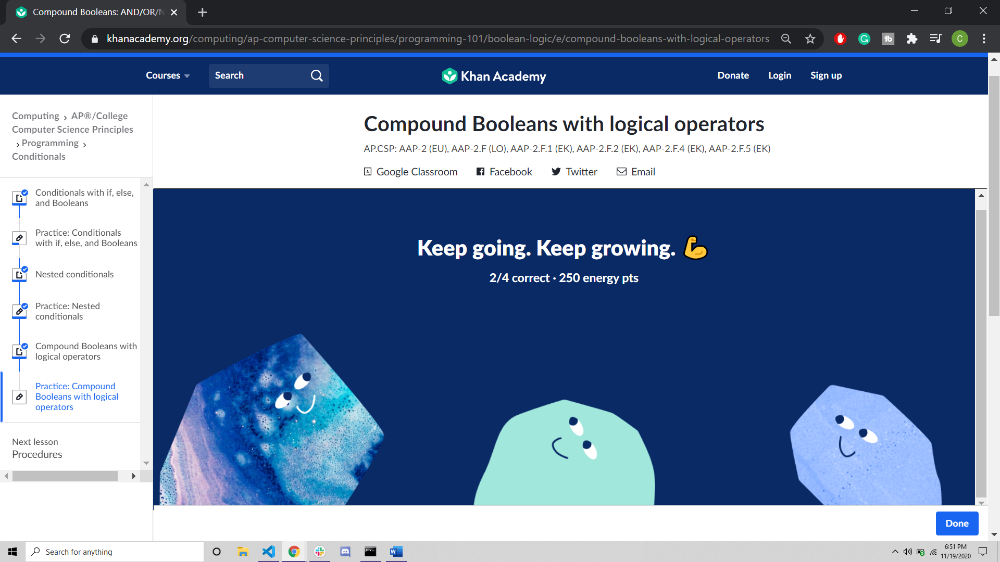 Compound Booleans: AND/OR/N
khanacademy.org/computing/ap-computer-science-principles/programming-101/boolean-logic/e/compound-booleans-with-logical-operators
C
Courses
Search
Khan Academy
Donate
Login
Sign up
Computing > AP®/College
Computer Science Principles
> Programming >
Conditionals
Compound Booleans with logical operators
AP.CSP: AAP-2 (EU), AAP-2.F (LO), AAP-2.F.1 (EK), AAP-2.F.2 (EK), AAP-2.F.4 (EK), AAP-2.F.5 (EK)
Google Classroom
Facebook
Twitter
Email
Conditionals with if, else,
and Booleans
Practice: Conditionals
with if, else, and Booleans
Nested conditionals
Practice: Nested
conditionals
Compound Booleans with
logical operators
Practice: Compound
Booleans with logical
operators
Next lesson
Procedures
Keep going. Keep growing. 💪
2/4 correct · 250 energy pts
Done
Search for anything
6:51 PM
11/19/2020